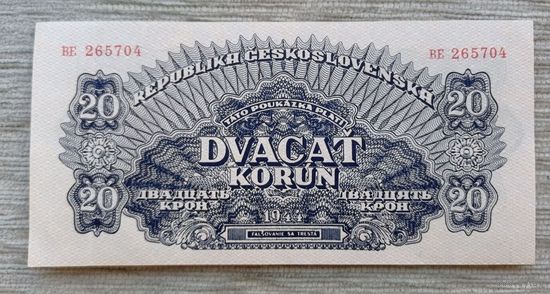 BE 265704 BE 265704
REPUBLIKA ČESKOSLOVENSKÁ
20 TÁTO POUKÁŽKA PLATÍ 20
DVACAŤ
KORÚN
20 ДВАДЦАТЬ КРОН ДВАДЦЯТЬ КРОН 20
1944
FALŠOVANIE SA TRESTÁ